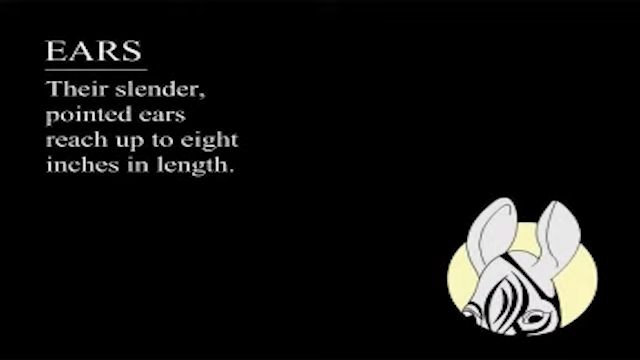 EARS
Their slender,
pointed ears
reach up to eight
inches in length.